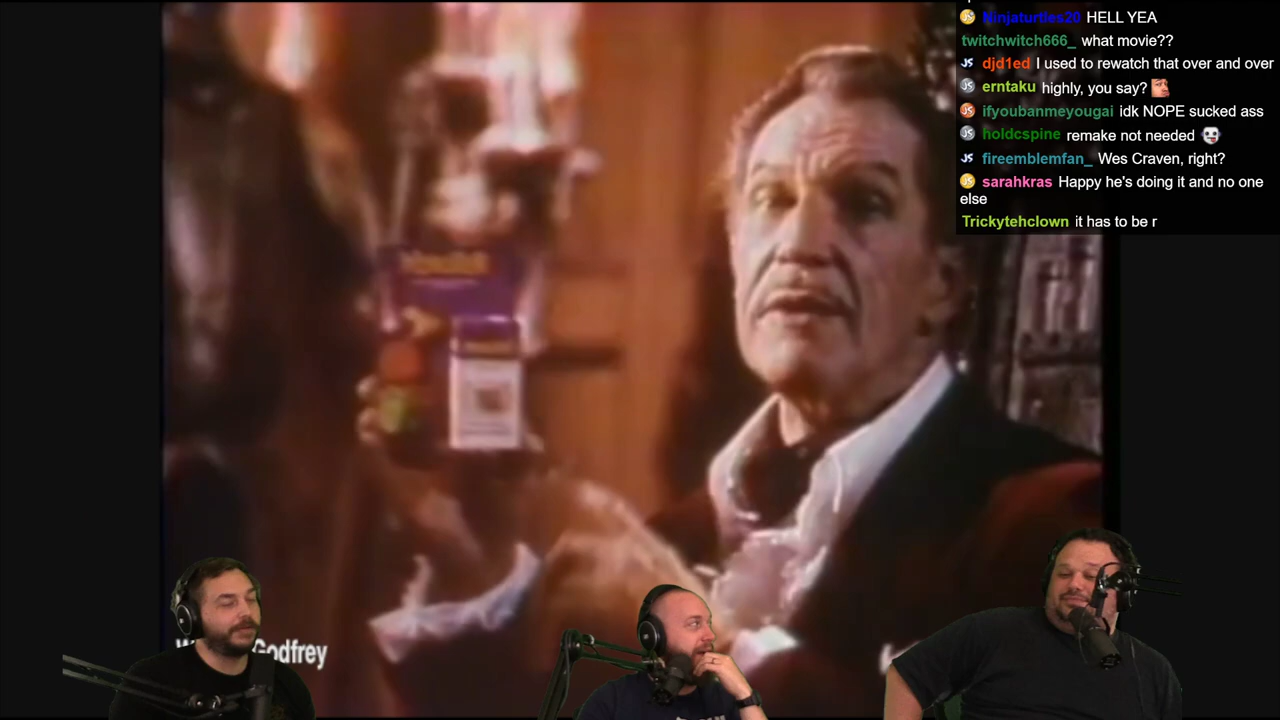 Ninjaturtles20 HELL YEA
twitchwitch666_ what movie??
djd1ed I used to rewatch that over and over
erntaku highly, you say?
ifyoubanmeyougai idk NOPE sucked ass
holdcspine remake not needed
fireemblemfan_ Wes Craven, right?
sarahkras Happy he's doing it and no one
else
Trickytehclown it has to be r
Godfrey